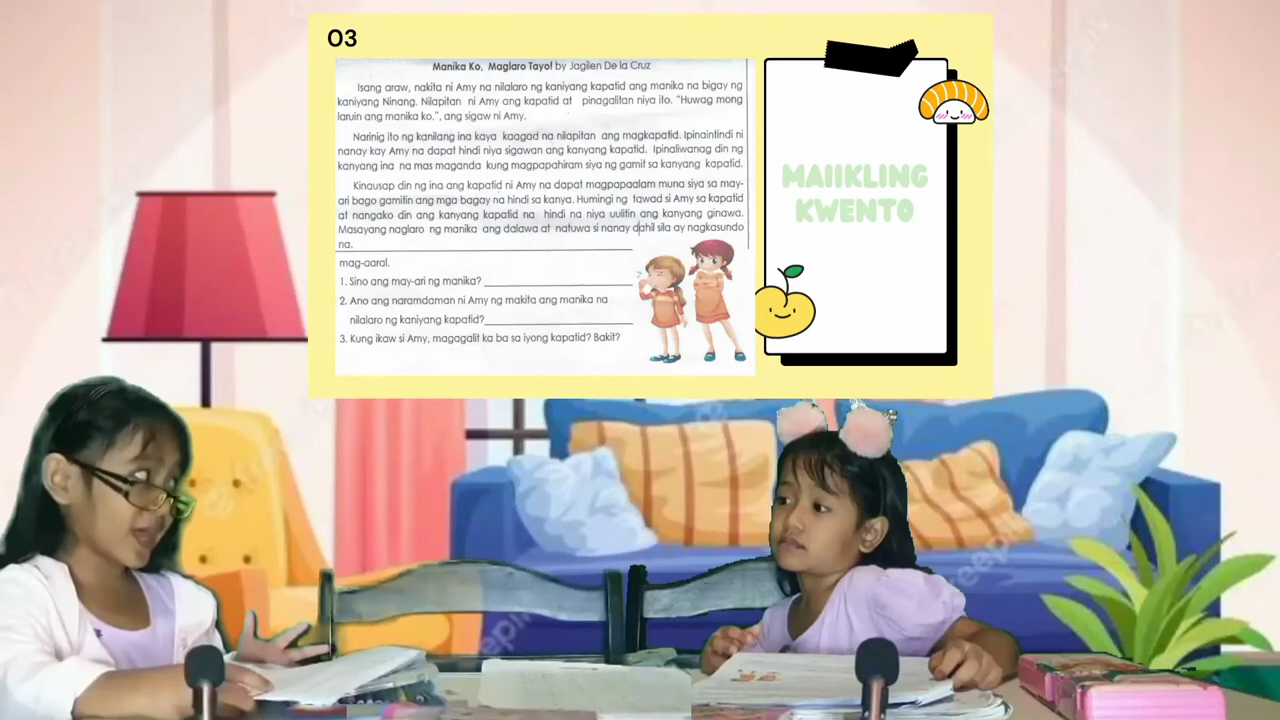 03
Manika Ko, Maglaro Tayo! by Jagilen De la Cruz
Isang araw, nakita ni Amy na nilalaro ng kaniyang kapatid ang manika na bigay ng
kaniyang Ninang. Nilapitan ni Amy ang kapatid at pinagalitan niya ito. "Huwag mong
laruin ang manika ko.", ang sigaw ni Amy.
Narinig ito ng kanilang ina kaya kaagad na nilapitan ang magkapatid. Ipinaintindi ni
nanay kay Amy na dapat hindi niya sigawan ang kanyang kapatid. Ipinaliwanag din ng
kanyang ina na mas maganda kung magpapahiram siya ng gamit sa kanyang kapatid.
Kinausap din ng ina ang kapatid ni Amy na dapat magpapaalam muna siya sa may-
ari bago gamitin ang mga bagay na hindi sa kanya. Humingi ng tawad si Amy sa kapatid
at nangako din ang kanyang kapatid na hindi na niya uulitin ang kanyang ginawa.
Masayang naglaro ng manika ang dalawa at natuwa si nanay dahil sila ay nagkasundo
na.
mag-aaral.
1. Sino ang may-ari ng manika?
2. Ano ang naramdaman ni Amy ng makita ang manika na
nilalaro ng kaniyang kapatid?
3. Kung ikaw si Amy, magagalit ka ba sa iyong kapatid? Bakit?
MAIIKLING
KWENTO